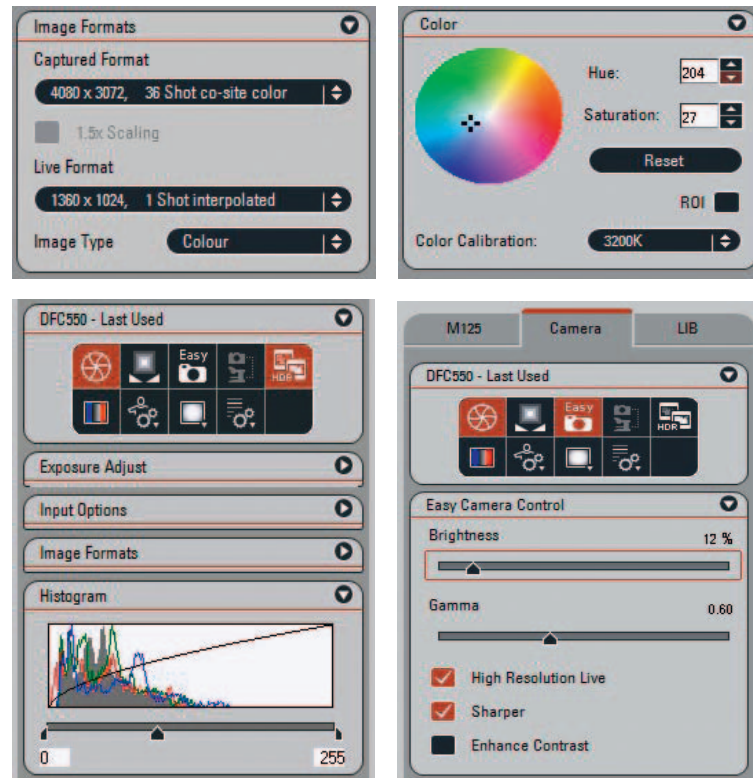 Image Formats
Captured Format
4080 x 3072, 36 Shot co-site color
1.5x Scaling
Live Format
1360 x 1024, 1 Shot interpolated
Image Type Colour
Color
Hue: 204
Saturation: 27
Reset
ROI
Color Calibration: 3200K
DFC550 - Last Used
Easy
HDR
Exposure Adjust
Input Options
Image Formats
Histogram
0 255
M125 Camera LIB
DFC550 - Last Used
Easy
HDR
Easy Camera Control
Brightness 12 %
Gamma 0.60
High Resolution Live
Sharper
Enhance Contrast